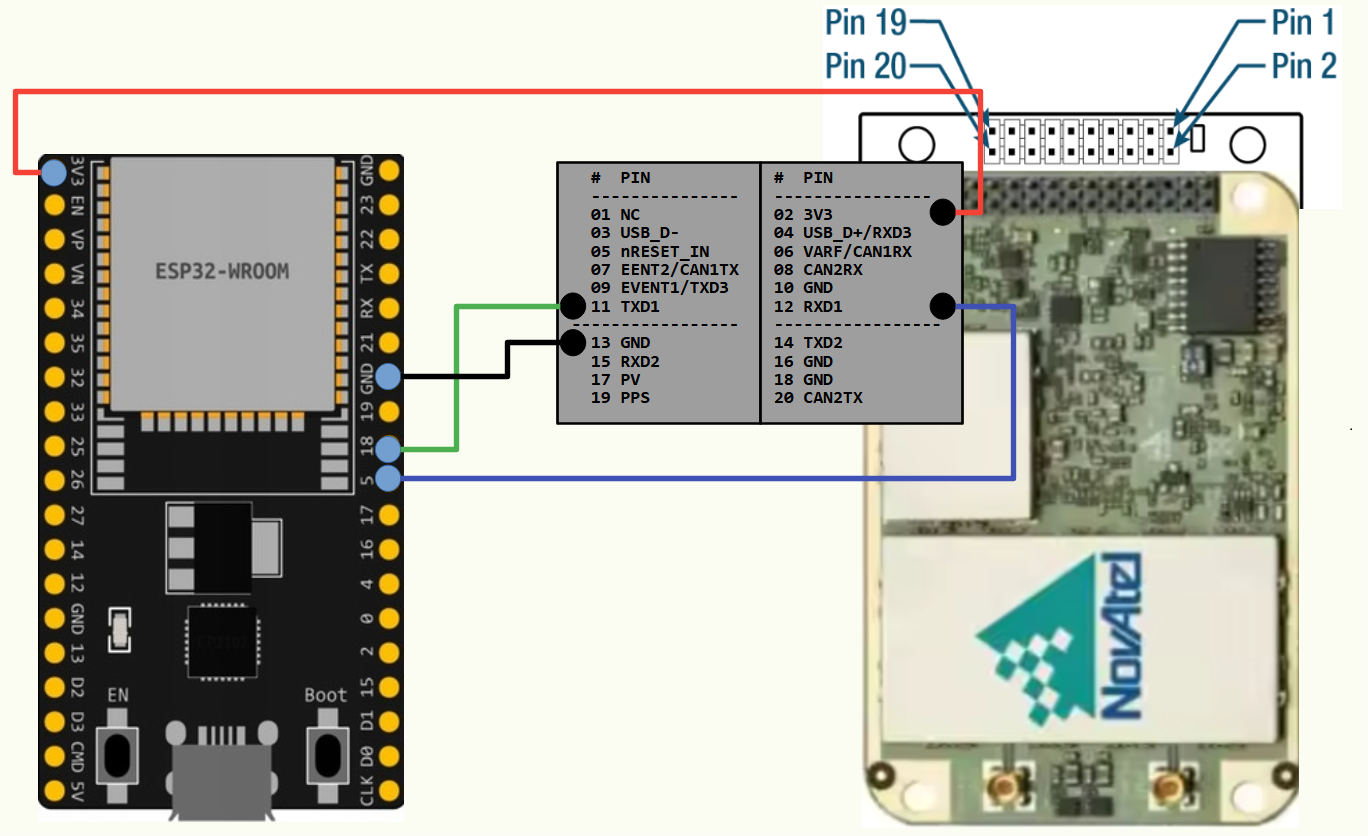 Pin 19
Pin 1
Pin 20
Pin 2
3V3
EN
VP
VN
34
35
32
33
25
26
27
14
12
GND
13
D2
D3
CMD
5V
ESP32-WROOM
GND
23
22
TX
RX
21
GND
19
18
5
17
16
4
0
2
15
D1
D0
CLK
EN
Boot
# PIN
----------------
01 NC
03 USB_D-
05 nRESET_IN
07 EENT2/CAN1TX
09 EVENT1/TXD3
11 TXD1
------------------
13 GND
15 RXD2
17 PV
19 PPS
# PIN
-----------------
02 3V3
04 USB_D+/RXD3
06 VARF/CAN1RX
08 CAN2RX
10 GND
12 RXD1
------------------
14 TXD2
16 GND
18 GND
20 CAN2TX
NovAtel